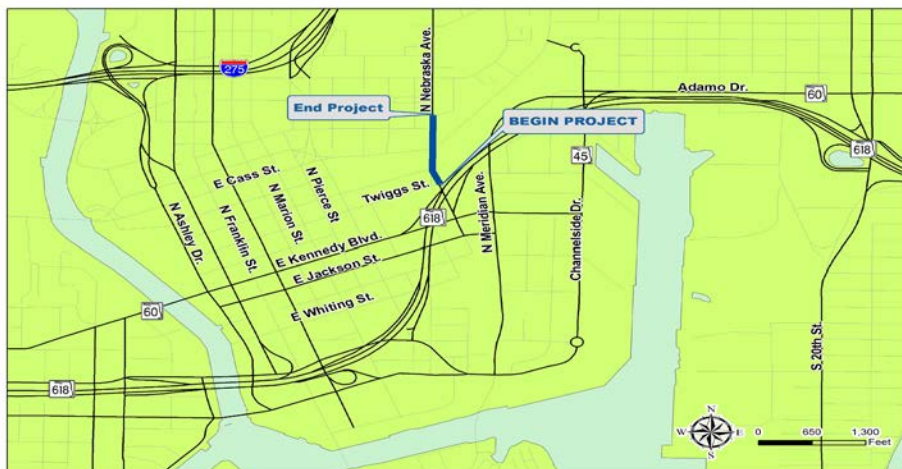 N Nebraska Ave.
275
Adamo Dr.
60
End Project
BEGIN PROJECT
45
618
E Cass St.
N Pierce St
Twiggs St.
N Marion St.
N Franklin St.
N Ashley Dr.
618
N Meridian Ave.
Channelside Dr.
E Kennedy Blvd.
E Jackson St.
E Whiting St.
60
S 20th St.
618
N
W
E
S
0 650 1,300
Feet